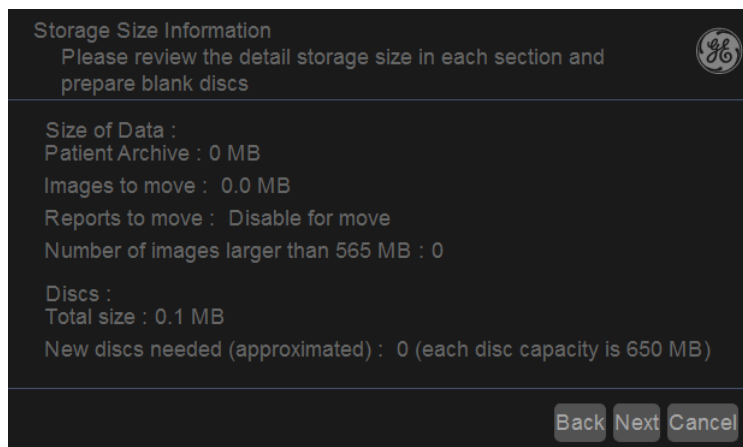 Storage Size Information
Please review the detail storage size in each section and
prepare blank discs
GE
Size of Data :
Patient Archive : 0 MB
Images to move : 0.0 MB
Reports to move : Disable for move
Number of images larger than 565 MB : 0
Discs :
Total size : 0.1 MB
New discs needed (approximated) : 0 (each disc capacity is 650 MB)
Back Next Cancel